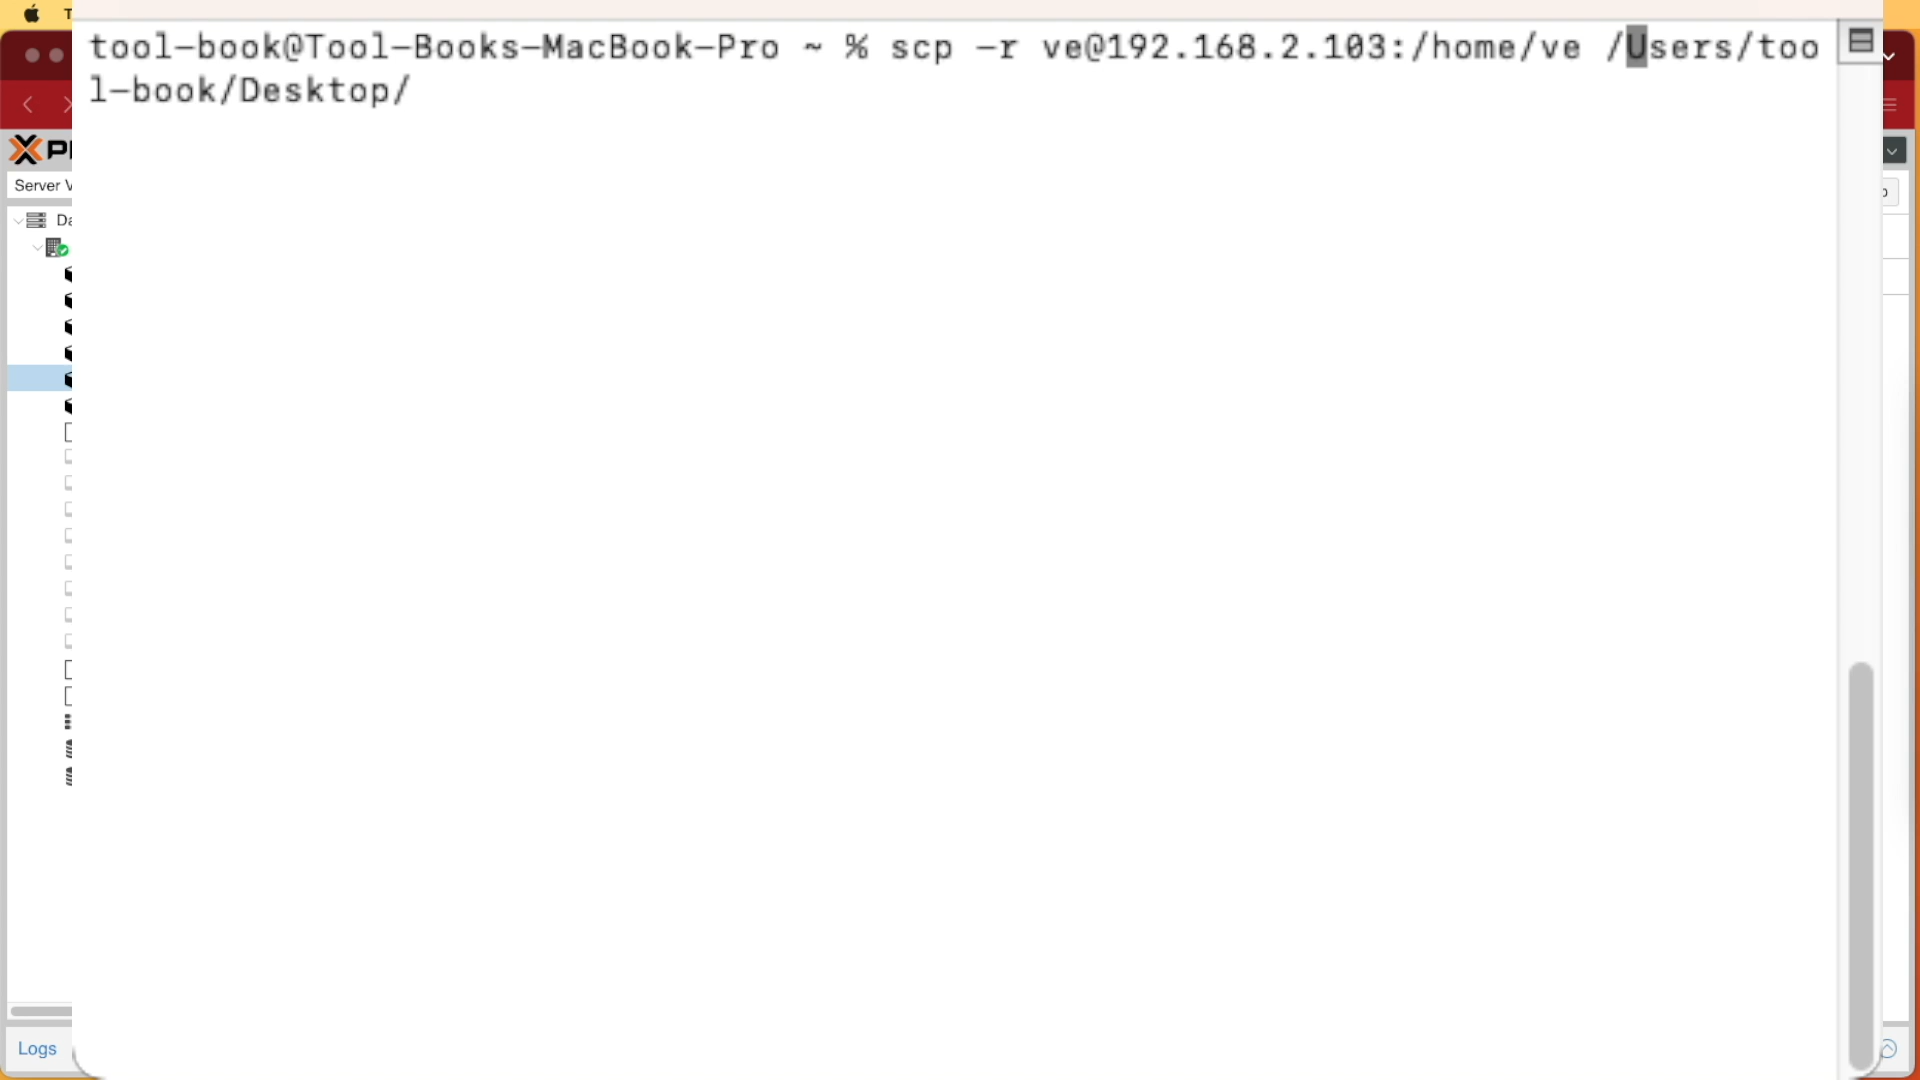 tool-book@Tool-Books-MacBook-Pro ~ % scp -r ve@192.168.2.103:/home/ve /Users/too
l-book/Desktop/
Server
Logs